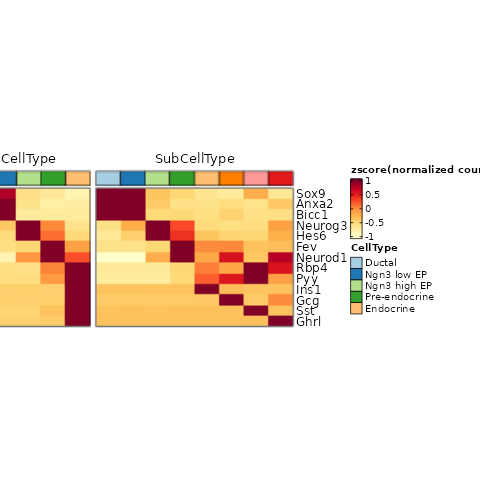 CellType
SubCellType
zscore(normalized cou
1
0.5
0
-0.5
-1
CellType
Ductal
Ngn3 low EP
Ngn3 high EP
Pre-endocrine
Endocrine
Sox9
Anxa2
Bicc1
Neurog3
Hes6
Fev
Neurod1
Rbp4
Pyy
Ins1
Gcg
Sst
Ghrl